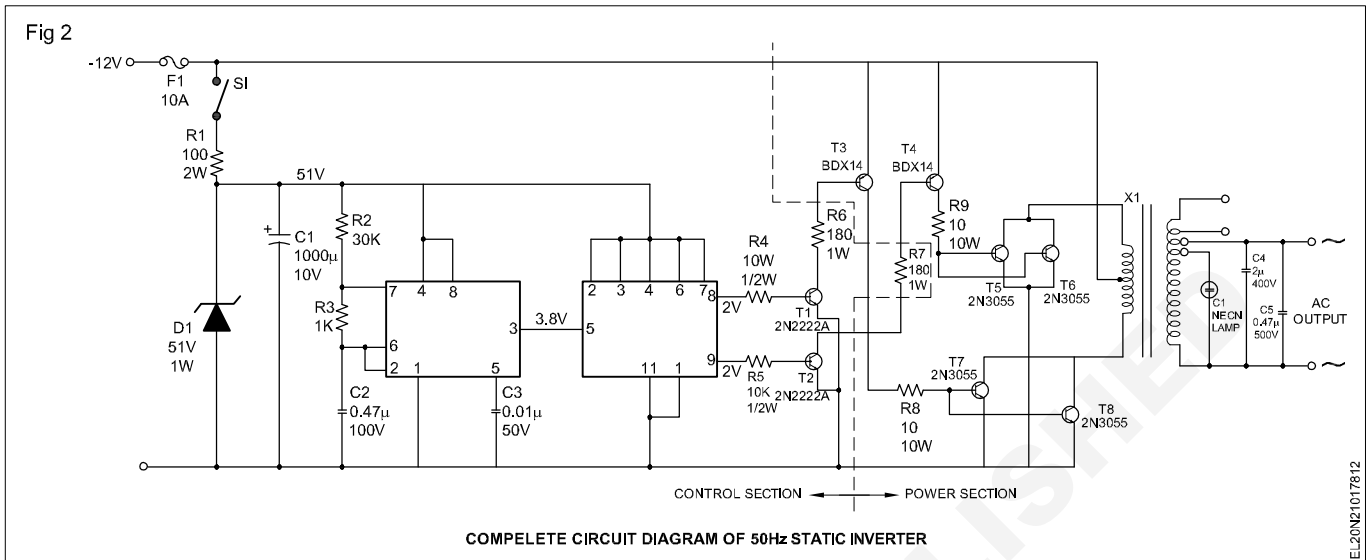 Fig 2
-12V
F1
10A
SI
R1
100
2W
51V
D1
51V
1W
+
C1
1000µ
10V
R2
30K
R3
1K
C2
0.47µ
100V
7
4
8
6
2
3
1
5
C3
0.01µ
50V
3.8V
2
3
4
6
7
8
5
9
11
1
2V
R4
10W
1/2W
2V
R5
10K
1/2W
T1
2N2222A
T2
2N2222A
T3
BDX14
T4
BDX14
R6
180
1W
R7
180
1W
R9
10
10W
T5
2N3055
T6
2N3055
T7
2N3055
R8
10
10W
T8
2N3055
X1
C1
NECN
LAMP
C4
2µ
400V
C5
0.47µ
500V
AC
OUTPUT
~
~
CONTROL SECTION
POWER SECTION
COMPELETE CIRCUIT DIAGRAM OF 50Hz STATIC INVERTER
EL20N21017812
LISHED